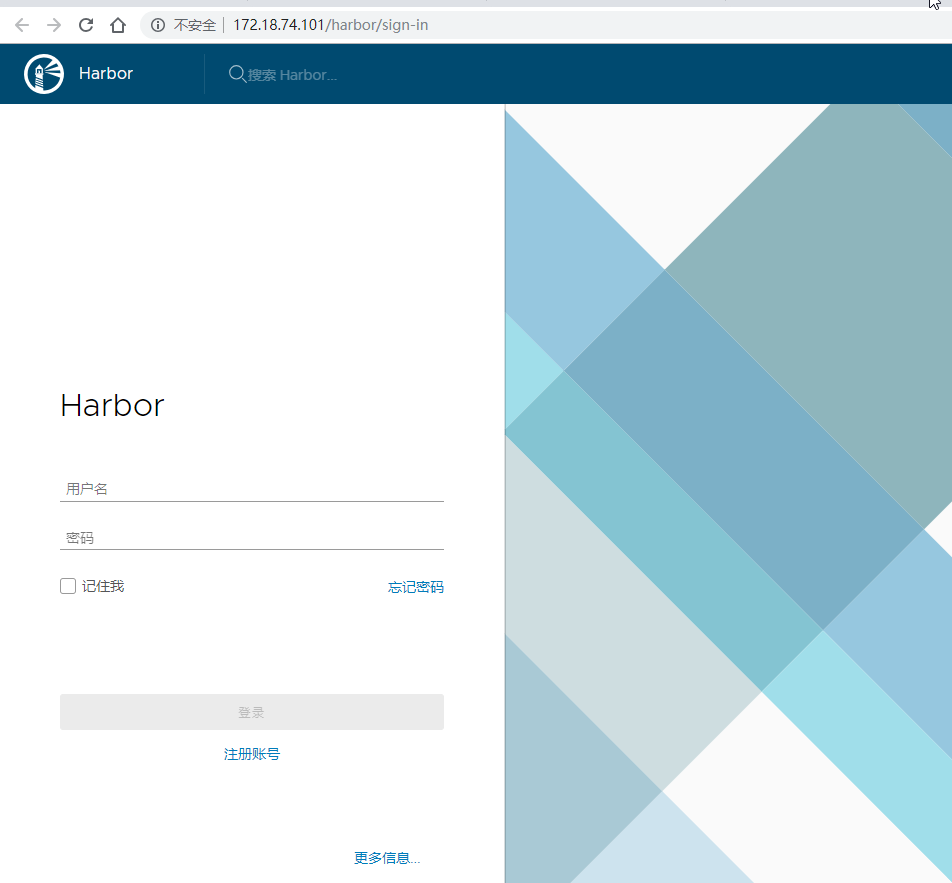 不安全 172.18.74.101/harbor/sign-in
Harbor 搜索 Harbor...
Harbor
用户名
密码
记住我 忘记密码
登录
注册账号
更多信息...